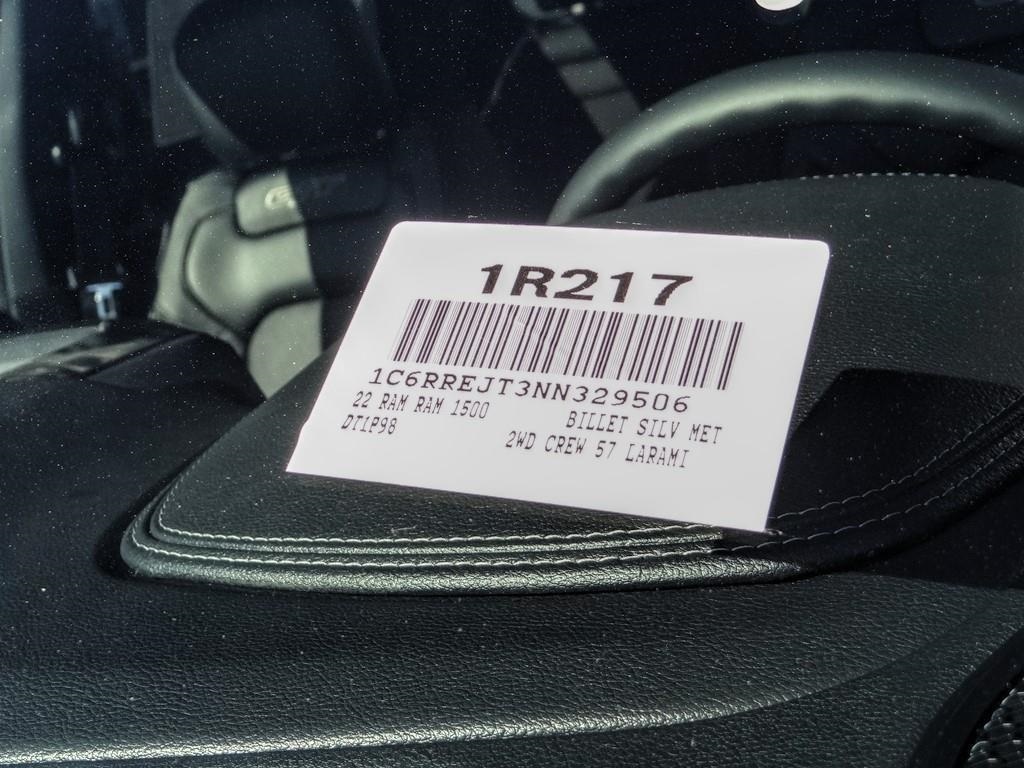 1R217
1C6RREJT3NN329506
22 RAM RAM 1500 BILLET SILV MET
DT1P98 2WD CREW 57 LARAMI